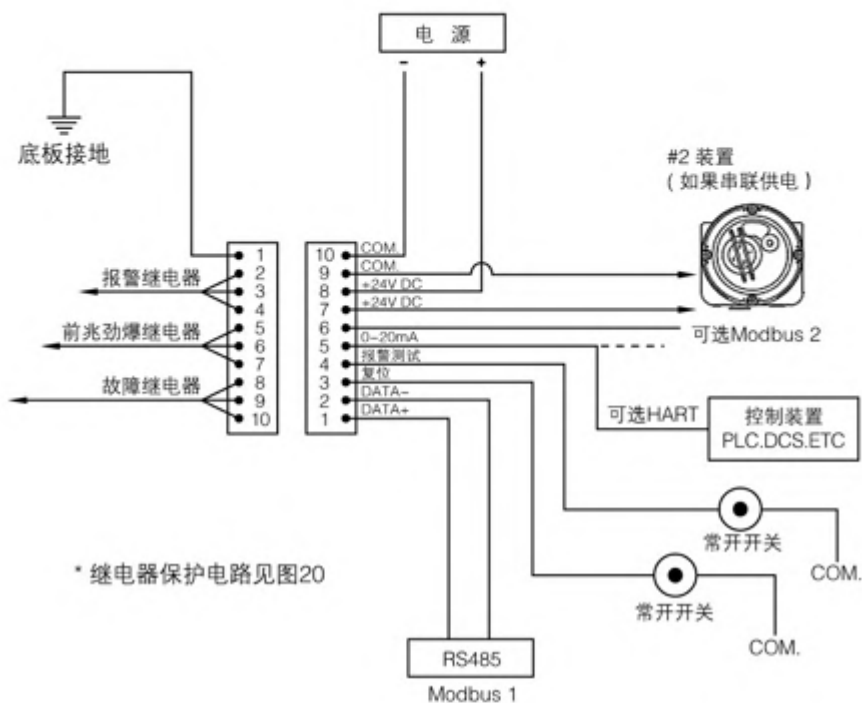 电 源
- +
底板接地
#2 装置
( 如果串联供电 )
1
2
3
4
5
6
7
8
9
10
报警继电器
前兆劲爆继电器
故障继电器
10 COM.
9 COM.
8 +24V DC
7 +24V DC
6
5 0-20mA
4 报警测试
3 复位
2 DATA-
1 DATA+
可选Modbus 2
可选HART
控制装置
PLC.DCS.ETC
常开开关
COM.
常开开关
COM.
* 继电器保护电路见图20
RS485
Modbus 1